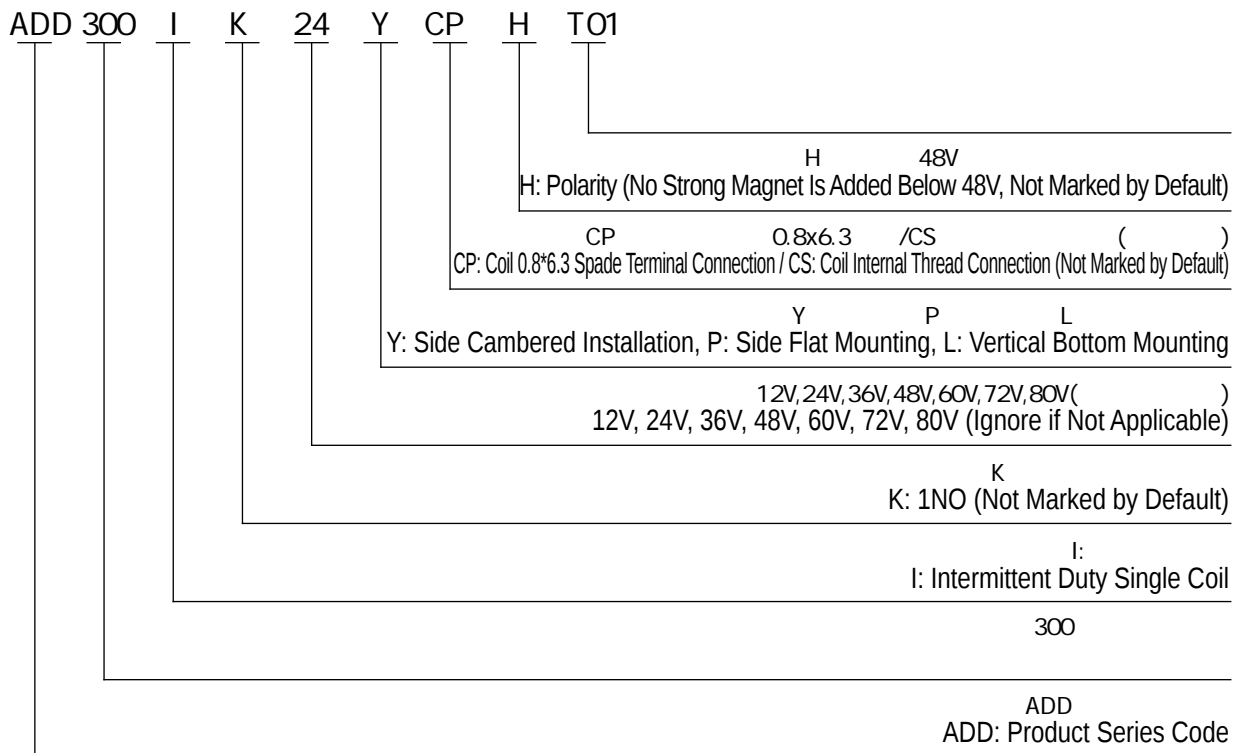 ADD 300 I K 24 Y CP H T01
H 48V
H: Polarity (No Strong Magnet Is Added Below 48V, Not Marked by Default)
CP 0.8x6.3 /CS ( )
CP: Coil 0.8*6.3 Spade Terminal Connection / CS: Coil Internal Thread Connection (Not Marked by Default)
Y P L
Y: Side Cambered Installation, P: Side Flat Mounting, L: Vertical Bottom Mounting
12V,24V,36V,48V,60V,72V,80V( )
12V, 24V, 36V, 48V, 60V, 72V, 80V (Ignore if Not Applicable)
K
K: 1NO (Not Marked by Default)
I:
I: Intermittent Duty Single Coil
300
ADD
ADD: Product Series Code